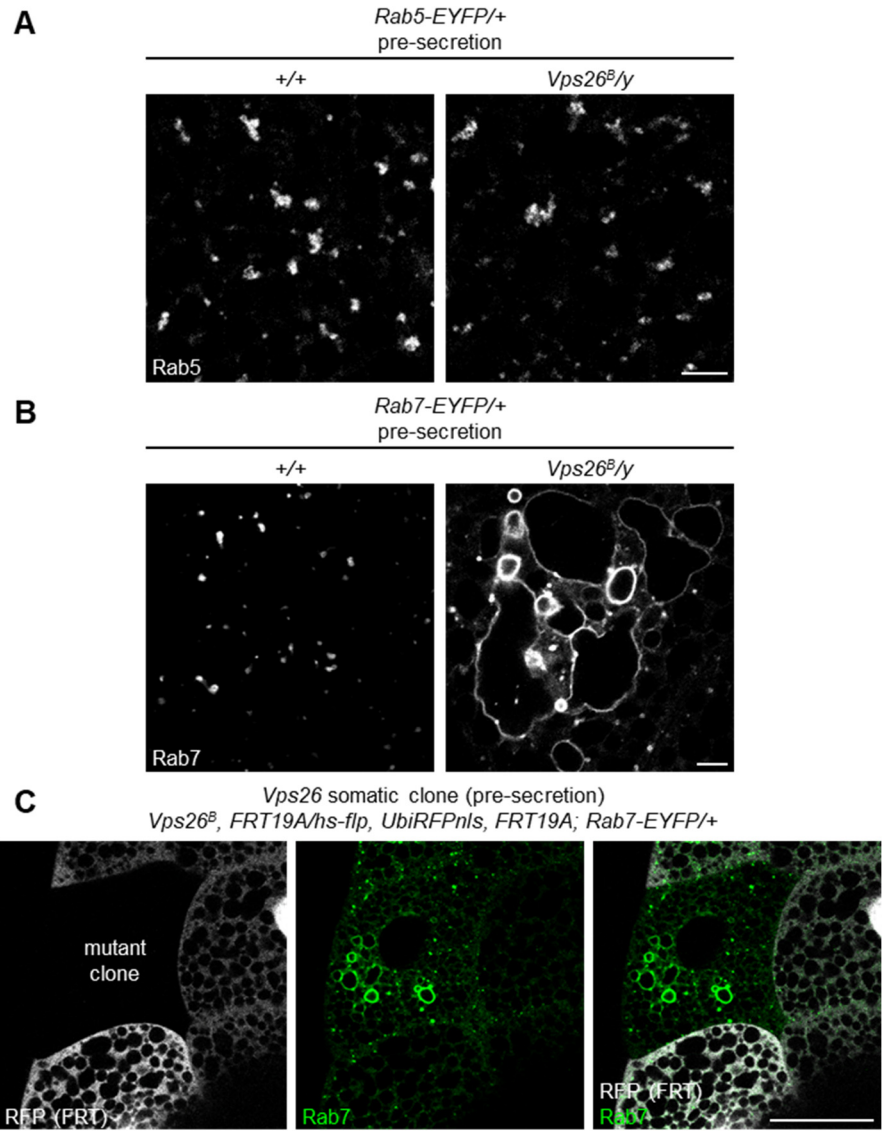 A
Rab5-EYFP/+
pre-secretion
+/+
Vps26ᴮ/y
Rab5
B
Rab7-EYFP/+
pre-secretion
+/+
Vps26ᴮ/y
Rab7
C
Vps26 somatic clone (pre-secretion)
Vps26ᴮ, FRT19A/hs-flp, UbiRFPnls, FRT19A; Rab7-EYFP/+
mutant
clone
RFP (FRT)
Rab7
RFP (FRT)
Rab7